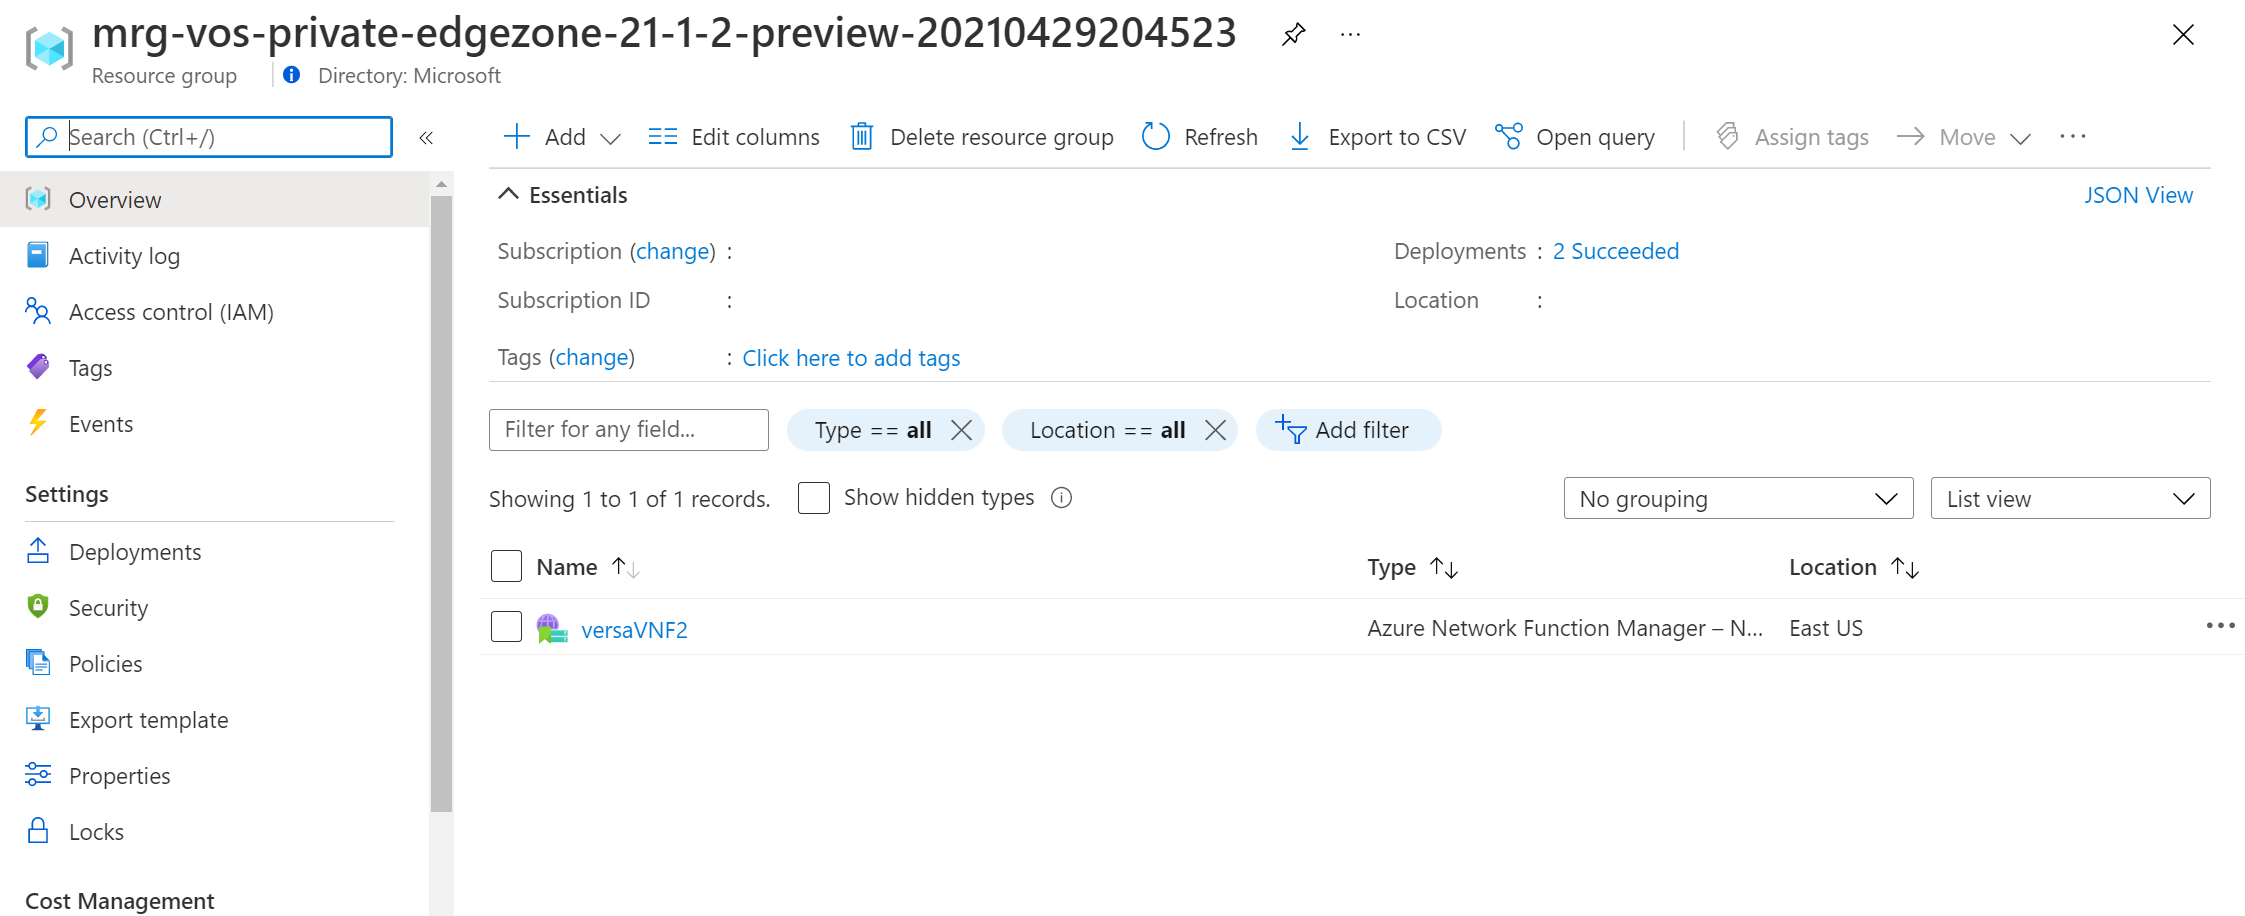 mrg-vos-private-edgezone-21-1-2-preview-20210429204523
Resource group
Directory: Microsoft
Search (Ctrl+/)
Add
Edit columns
Delete resource group
Refresh
Export to CSV
Open query
Assign tags
Move
Overview
Activity log
Access control (IAM)
Tags
Events
Settings
Deployments
Security
Policies
Export template
Properties
Locks
Cost Management
Essentials
JSON View
Subscription (change) :
Deployments : 2 Succeeded
Subscription ID :
Location :
Tags (change) : Click here to add tags
Filter for any field...
Type == all
Location == all
Add filter
Showing 1 to 1 of 1 records.
Show hidden types
No grouping
List view
Name
Type
Location
versaVNF2
Azure Network Function Manager – N...
East US